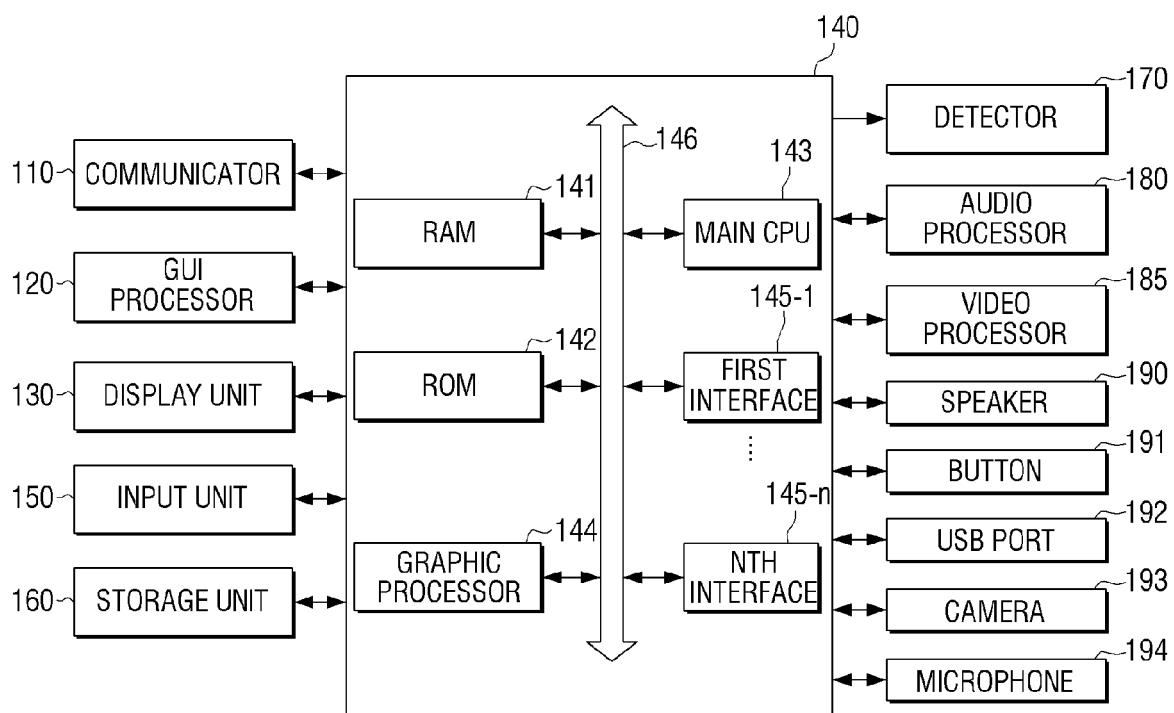 140
110
COMMUNICATOR
120
GUI
PROCESSOR
130
DISPLAY UNIT
150
INPUT UNIT
160
STORAGE UNIT
146
141
RAM
142
ROM
144
GRAPHIC
PROCESSOR
143
MAIN CPU
145-1
FIRST
INTERFACE
145-n
NTH
INTERFACE
170
DETECTOR
180
AUDIO
PROCESSOR
185
VIDEO
PROCESSOR
190
SPEAKER
191
BUTTON
192
USB PORT
193
CAMERA
194
MICROPHONE